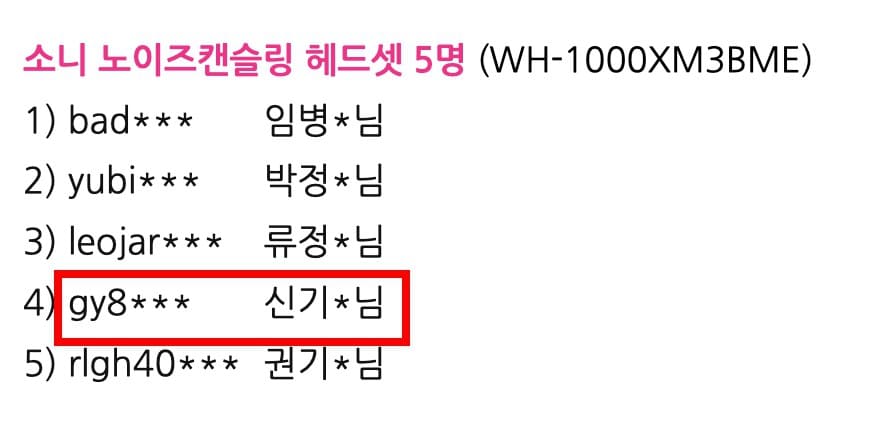 소니 노이즈캔슬링 헤드셋 5명 (WH-1000XM3BME)
1) bad*** 임병*님
2) yubi*** 박정*님
3) leojar*** 류정*님
4) gy8*** 신기*님
5) rlgh40*** 권기*님